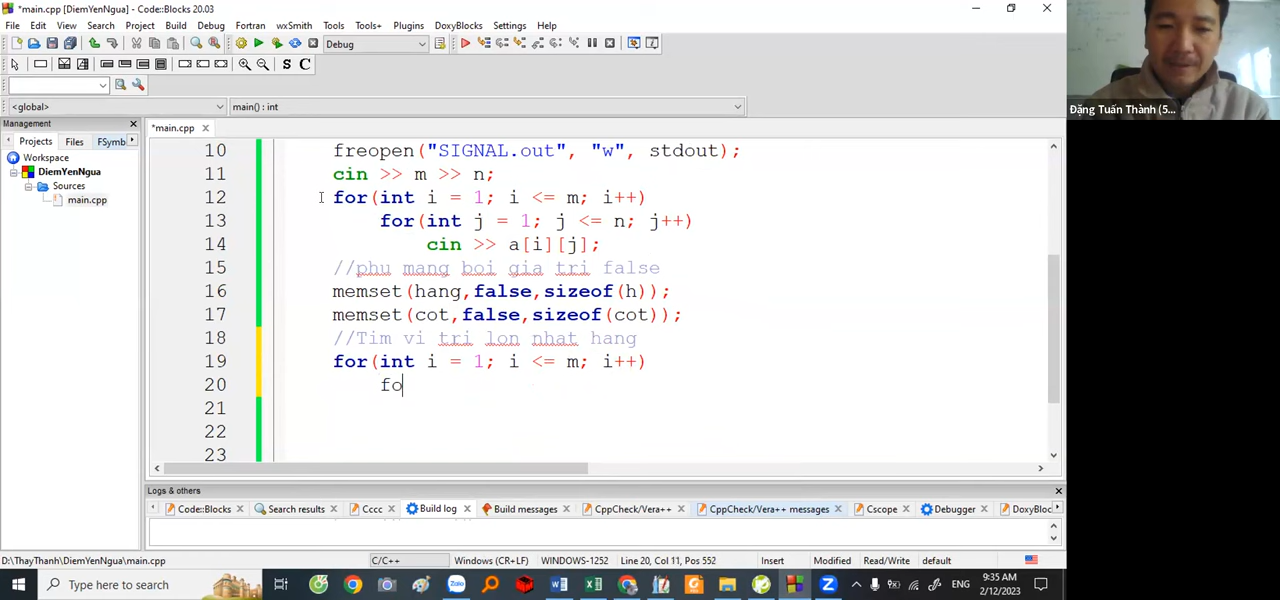 *main.cpp [DiemYenNgua] - Code::Blocks 20.03
File Edit View Search Project Build Debug Fortran wxSmith Tools Tools+ Plugins DoxyBlocks Settings Help
Debug
S C
<global> main() : int
Management
Projects Files FSymb
*main.cpp
Workspace
DiemYenNgua
Sources
main.cpp
10 freopen("SIGNAL.out", "w", stdout);
11 cin >> m >> n;
12 for(int i = 1; i <= m; i++)
13 for(int j = 1; j <= n; j++)
14 cin >> a[i][j];
15 //phu mang boi gia tri false
16 memset(hang,false,sizeof(h));
17 memset(cot,false,sizeof(cot));
18 //Tim vi tri lon nhat hang
19 for(int i = 1; i <= m; i++)
20 fo
21
22
23
Logs & others
Code::Blocks Search results Cccc Build log Build messages CppCheck/Vera++ CppCheck/Vera++ messages Cscope Debugger DoxyBloc
D:\ThayThanh\DiemYenNgua\main.cpp C/C++ Windows (CR+LF) WINDOWS-1252 Line 20, Col 11, Pos 552 Insert Modified Read/Write default
Type here to search
ENG
9:35 AM
2/12/2023
Đặng Tuấn Thành (5...